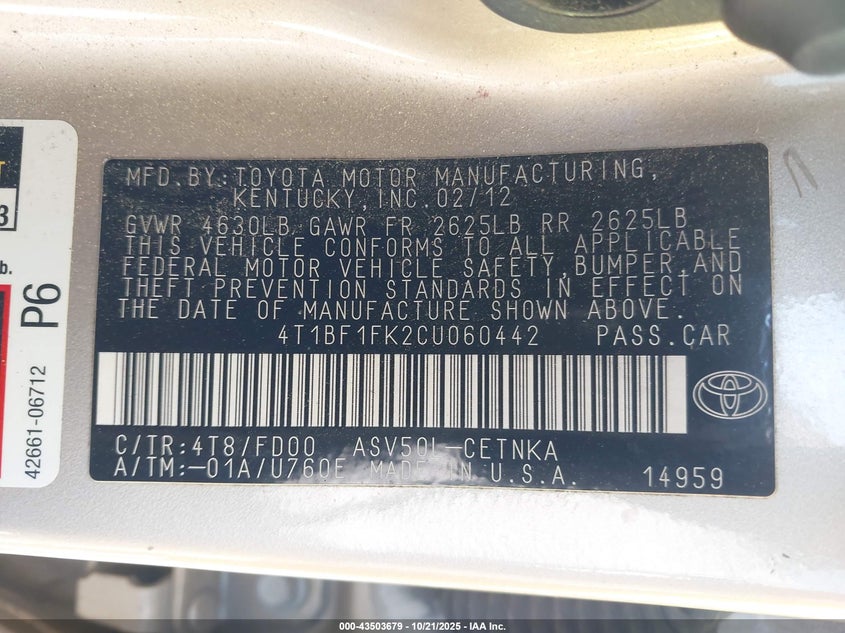 T
3
b.
P6
42661-06712
MFD.BY:TOYOTA MOTOR MANUFACTURING,
KENTUCKY,INC.02/12
GVWR 4630LB GAWR FR 2625LB RR 2625LB
THIS VEHICLE CONFORMS TO ALL APPLICABLE
FEDERAL MOTOR VEHICLE SAFETY,BUMPER,AND
THEFT PREVENTION STANDARDS IN EFFECT ON
THE DATE OF MANUFACTURE SHOWN ABOVE.
4T1BF1FK2CU060442 PASS.CAR
C/TR:4T8/FD00 ASV50L-CETNKA
A/TM:-01A/U760E MADE IN U.S.A. 14959
000-43503679 | 10/21/2025 | IAA Inc.